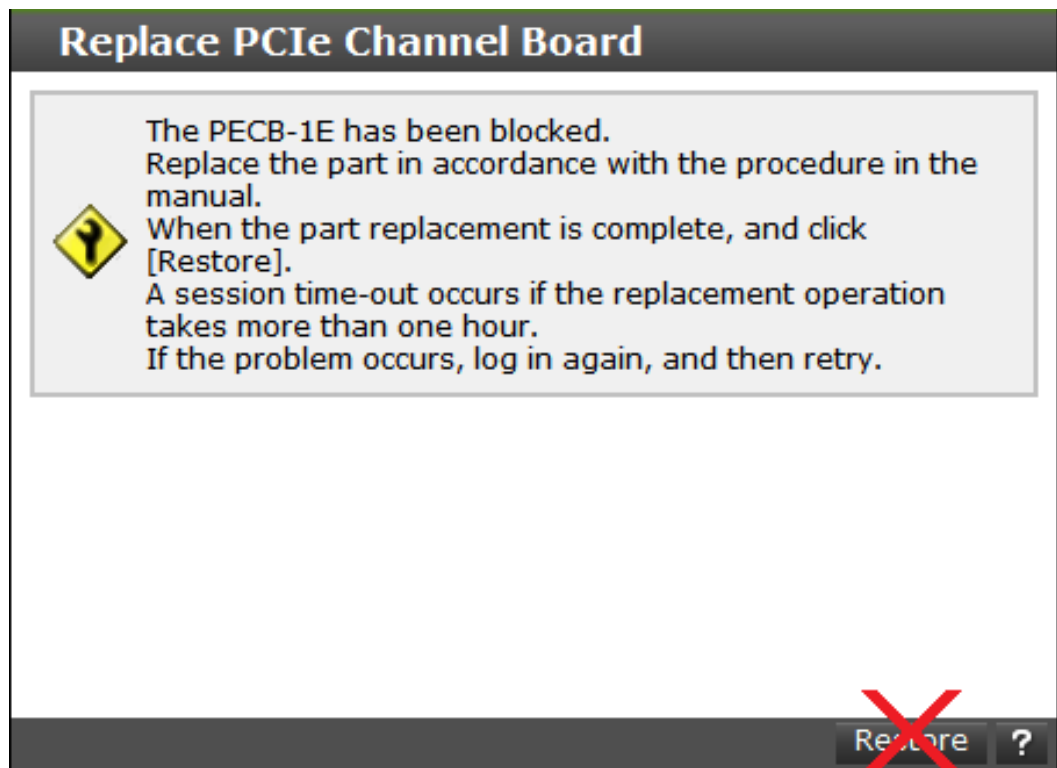 Replace PCIe Channel Board
The PECB-1E has been blocked.
Replace the part in accordance with the procedure in the
manual.
When the part replacement is complete, and click
[Restore].
A session time-out occurs if the replacement operation
takes more than one hour.
If the problem occurs, log in again, and then retry.
Restore ?